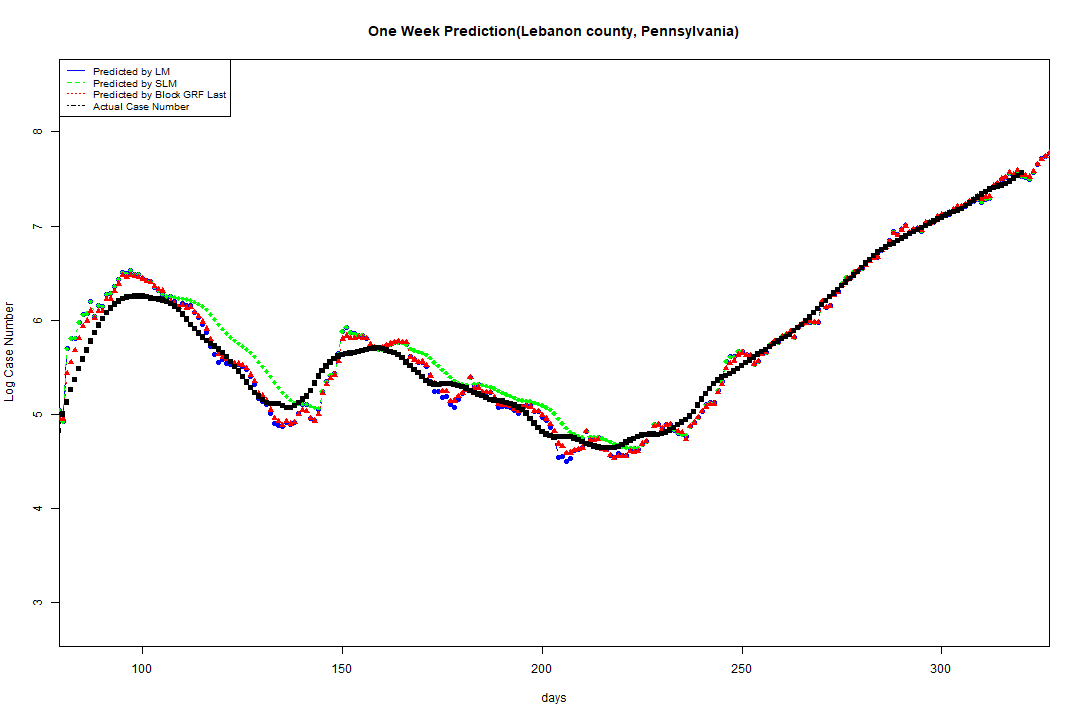 One Week Prediction(Lebanon county, Pennsylvania)
Predicted by LM
Predicted by SLM
Predicted by Block GRF Last
Actual Case Number
8
7
6
5
4
3
Log Case Number
100 150 200 250 300
days